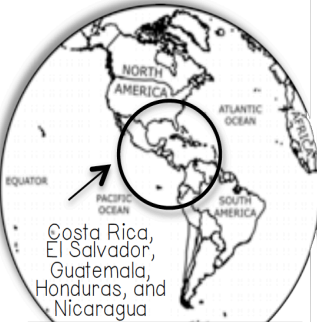 NORTH
AMERICA
ATLANTIC
OCEAN
AFRICA
EQUATOR
PACIFIC
OCEAN
SOUTH
AMERICA
Costa Rica,
El Salvador,
Guatemala,
Honduras, and
Nicaragua